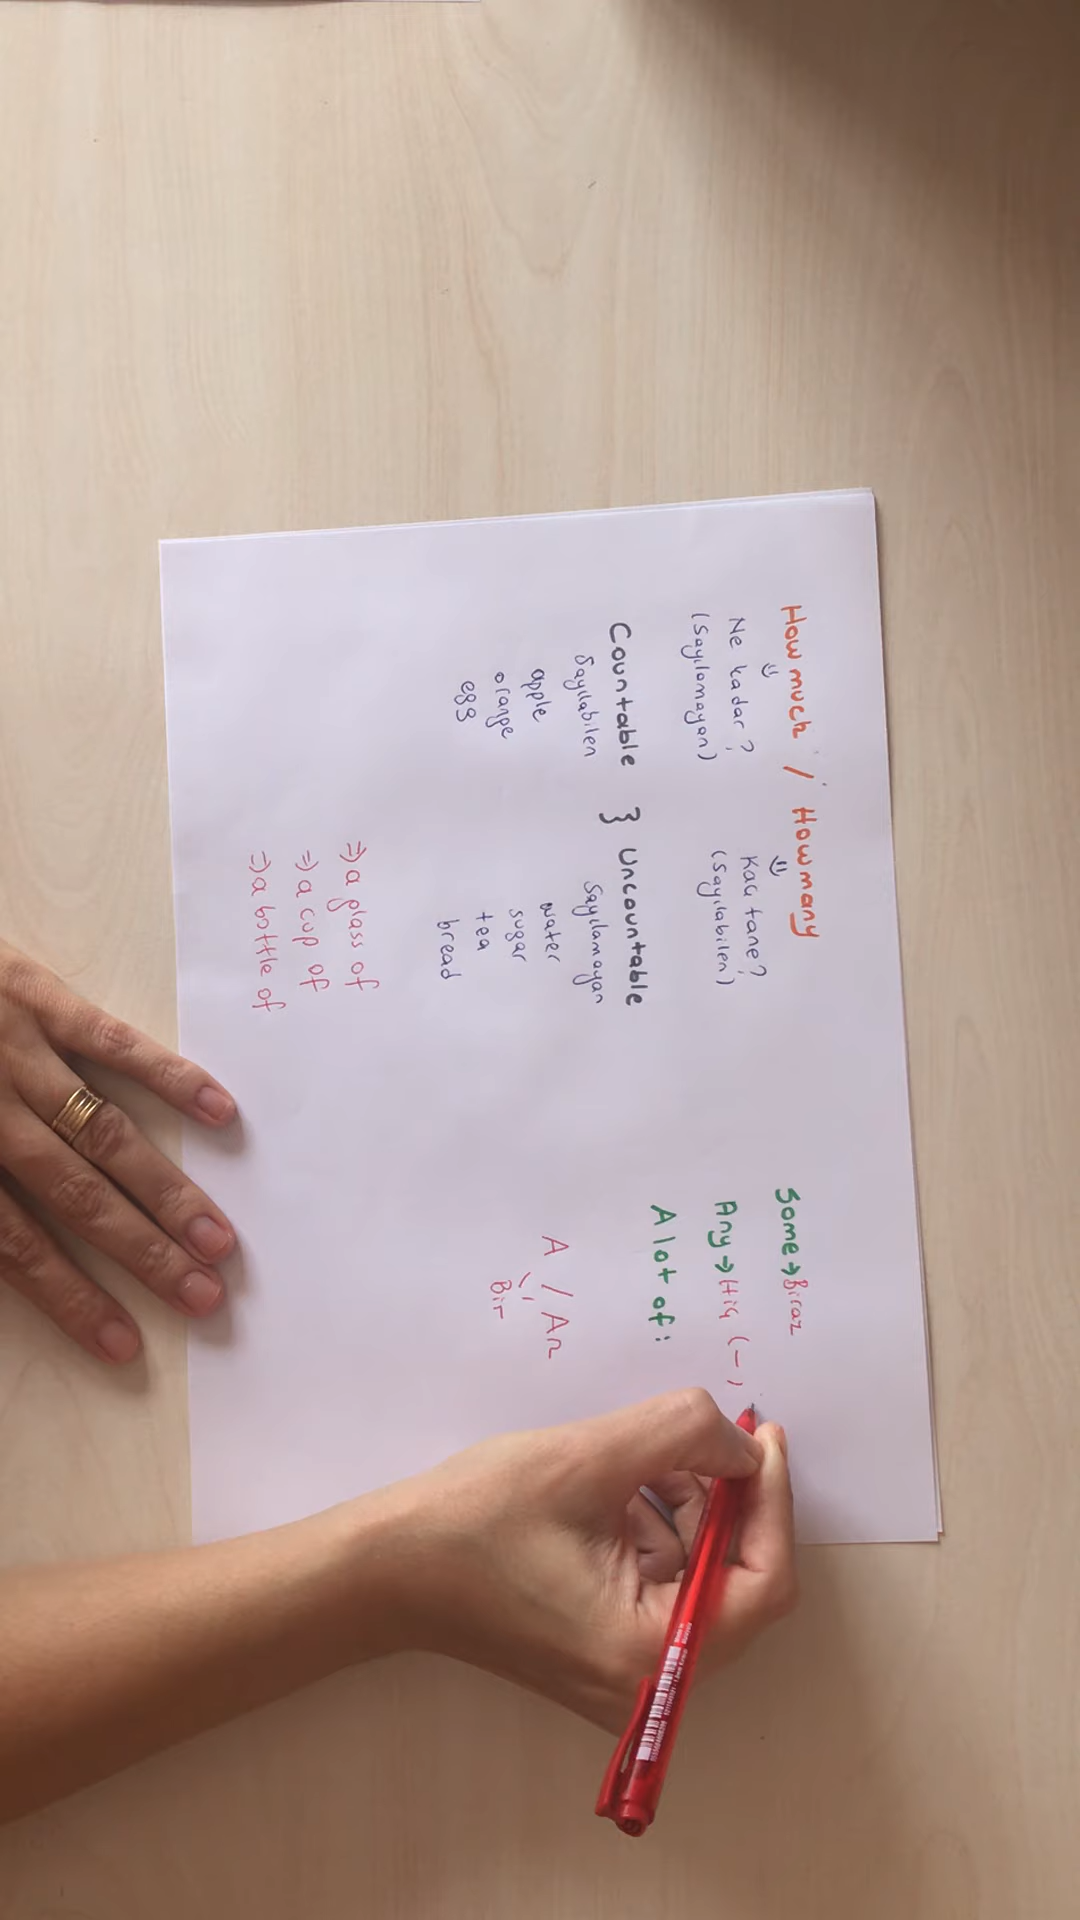 How much / How many
Ne kadar?
(Sayılamayan)
Kaç tane?
(Sayılabilen)
Countable } Uncountable
Sayılabilen
apple
orange
egg
Sayılamayan
water
sugar
tea
bread
⇒ a glass of
⇒ a cup of
⇒ a bottle of
Some → Biraz
Any → Hiç (-)
A lot of:
A / An
Bir